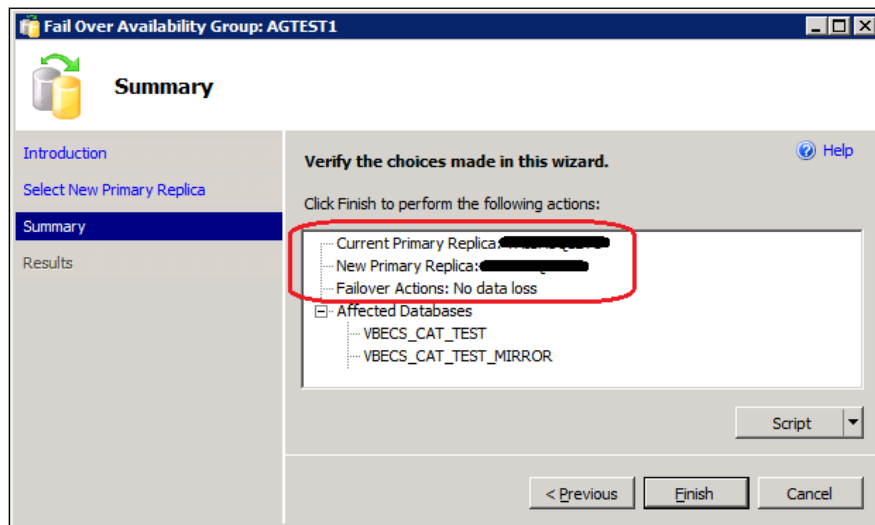 Fail Over Availability Group: AGTEST1
Summary
Introduction
Select New Primary Replica
Summary
Results
Help
Verify the choices made in this wizard.
Click Finish to perform the following actions:
Current Primary Replica:
New Primary Replica:
Failover Actions: No data loss
Affected Databases
VBECS_CAT_TEST
VBECS_CAT_TEST_MIRROR
Script
< Previous
Finish
Cancel